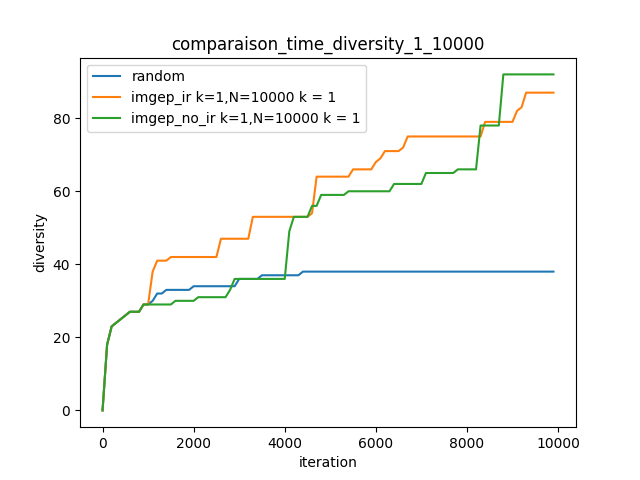 comparaison_time_diversity_1_10000
random
imgep_ir k=1,N=10000 k = 1
imgep_no_ir k=1,N=10000 k = 1
diversity
80
60
40
20
0
0 2000 4000 6000 8000 10000
iteration